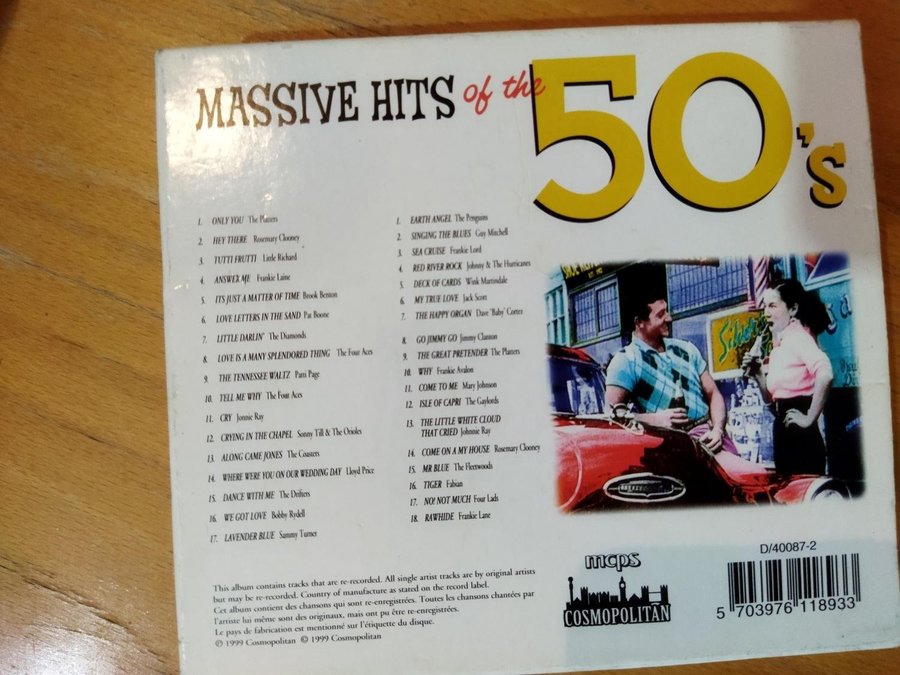 MASSIVE HITS of the 50's
1. ONLY YOU The Platters
2. HEY THERE Rosemary Clooney
3. TUTTI FRUTTI Little Richard
4. ANSWER ME Frankie Laine
5. ITS JUST A MATTER OF TIME Brook Benton
6. LOVE LETTERS IN THE SAND Pat Boone
7. LITTLE DARLIN' The Diamonds
8. LOVE IS A MANY SPLENDORED THING The Four Aces
9. THE TENNESSEE WALTZ Patti Page
10. TELL ME WHY The Four Aces
11. CRY Jonnie Ray
12. CRYING IN THE CHAPEL Sonny Till & The Orioles
13. ALONG CAME JONES The Coasters
14. WHERE WERE YOU ON OUR WEDDING DAY Lloyd Price
15. DANCE WITH ME The Drifters
16. WE GOT LOVE Bobby Rydell
17. LAVENDER BLUE Sammy Turner
1. EARTH ANGEL The Penguins
2. SINGING THE BLUES Guy Mitchell
3. SEA CRUISE Frankie Lord
4. RED RIVER ROCK Johnny & The Hurricanes
5. DECK OF CARDS Wink Martindale
6. MY TRUE LOVE Jack Scott
7. THE HAPPY ORGAN Dave 'Baby' Cortez
8. GO JIMMY GO Jimmy Clanton
9. THE GREAT PRETENDER The Platters
10. WHY Frankie Avalon
11. COME TO ME Mary Johnson
12. ISLE OF CAPRI The Gaylords
13. THE LITTLE WHITE CLOUD
THAT CRIED Johnnie Ray
14. COME ON A MY HOUSE Rosemary Clooney
15. MR BLUE The Fleetwoods
16. TIGER Fabian
17. NO! NOT MUCH Four Lads
18. RAWHIDE Frankie Lane
This album contains tracks that are re-recorded. All single artist tracks are by original artists
but may be re-recorded. Country of manufacture as stated on the record label.
Cet album contient des chansons qui sont re-enregistrées. Toutes les chansons chantées par
l'artiste lui même sont des originaux, mais ont pu être re-enregistrées.
Le pays de fabrication est mentionné sur l'étiquette du disque.
℗ 1999 Cosmopolitan © 1999 Cosmopolitan
mcps
COSMOPOLITAN
D/40087-2
5 703976 118933